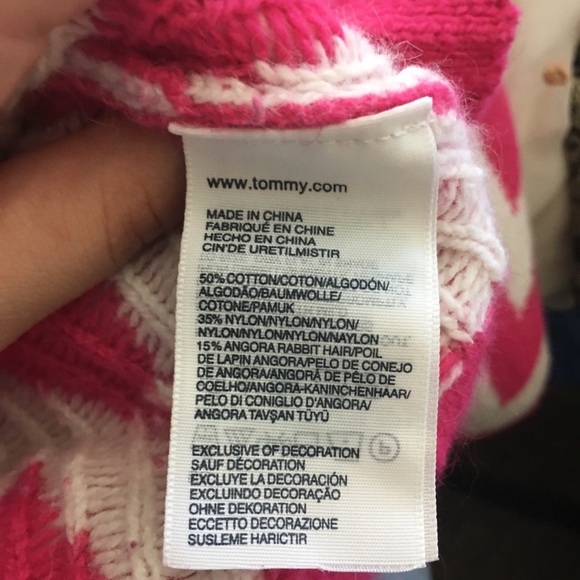 www.tommy.com
MADE IN CHINA
FABRIQUÉ EN CHINE
HECHO EN CHINA
CIN'DE URETILMISTIR
50% COTTON/COTON/ALGODÓN/
ALGODÃO/BAUMWOLLE/
COTONE/PAMUK
35% NYLON/NYLON/NYLON/
NYLON/NYLON/NYLON/NAYLON
15% ANGORA RABBIT HAIR/POIL
DE LAPIN ANGORA/PELO DE CONEJO
DE ANGORA/ANGORÃ DE PÊLO DE
COELHO/ANGORA-KANINCHENHAAR/
PELO DI CONIGLIO D'ANGORA/
ANGORA TAVŞAN TÜYÜ
EXCLUSIVE OF DECORATION
SAUF DÉCORATION
EXCLUYE LA DECORACIÓN
EXCLUINDO DECORAÇÃO
OHNE DEKORATION
ECCETTO DECORAZIONE
SUSLEME HARICTIR